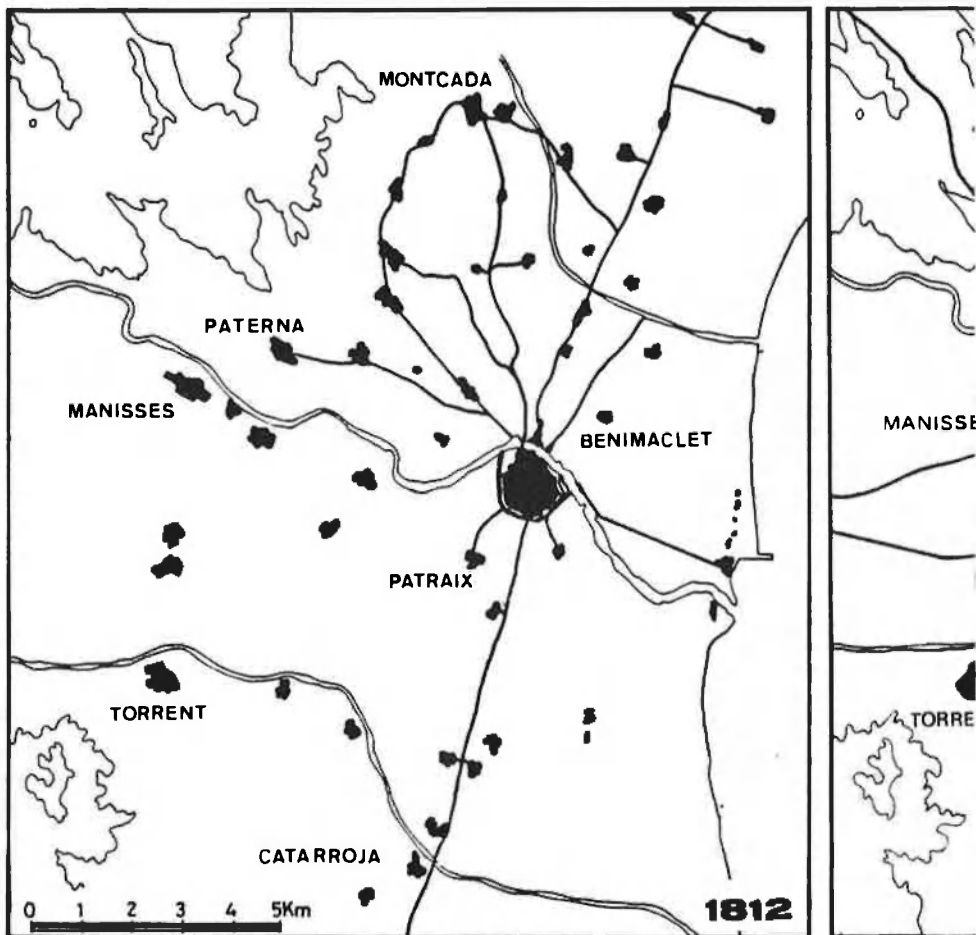 MONTCADA
PATERNA
MANISSES
BENIMACLET
PATRAIX
TORRENT
CATARROJA
0 1 2 3 4 5Km
1812
MANISSE
TORRE